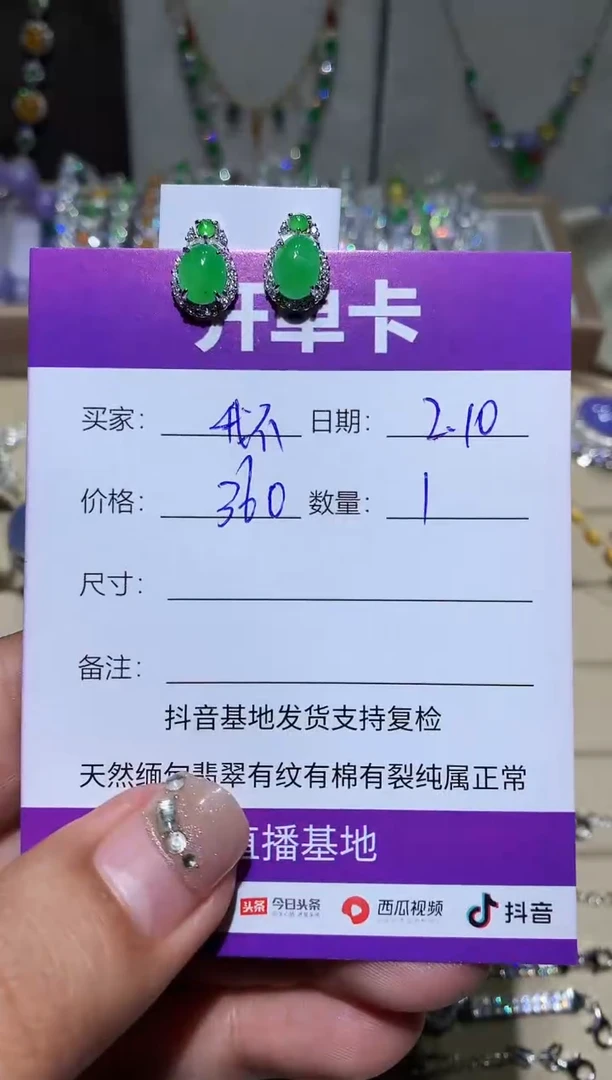 开单卡
买家： 日期：2.10
价格：360 数量：1
尺寸：
备注：
抖音基地发货支持复检
天然缅甸翡翠有纹有棉有裂纯属正常
直播基地
头条 今日头条 西瓜视频 抖音